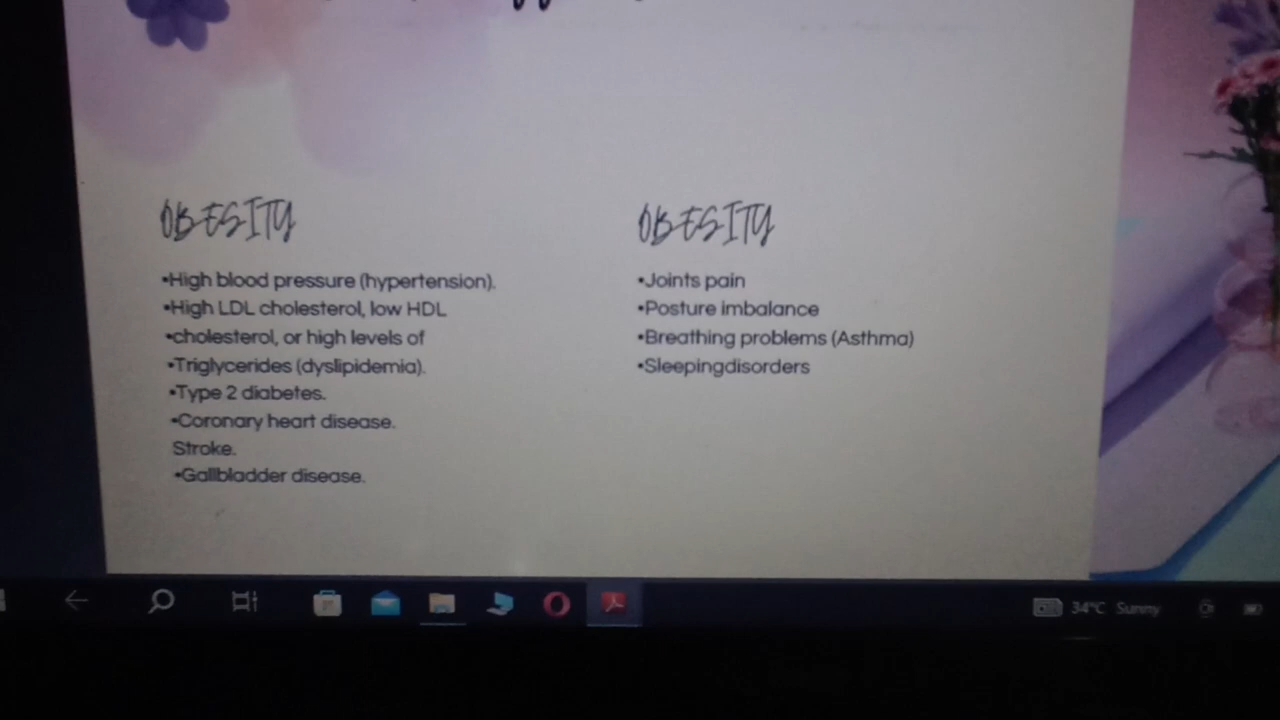 OBESITY
•High blood pressure (hypertension).
•High LDL cholesterol, low HDL
•cholesterol, or high levels of
•Triglycerides (dyslipidemia).
•Type 2 diabetes.
•Coronary heart disease.
Stroke.
•Gallbladder disease.
OBESITY
•Joints pain
•Posture imbalance
•Breathing problems (Asthma)
•Sleepingdisorders
34°C Sunny